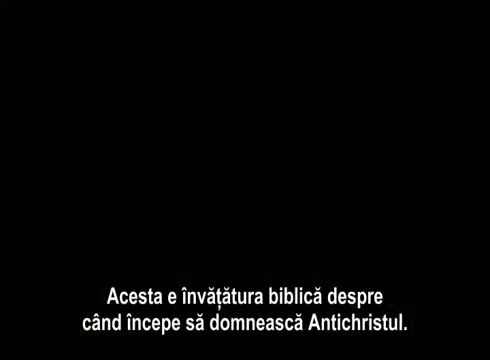 Acesta e învățătura biblică despre
când începe să domnească Antichristul.